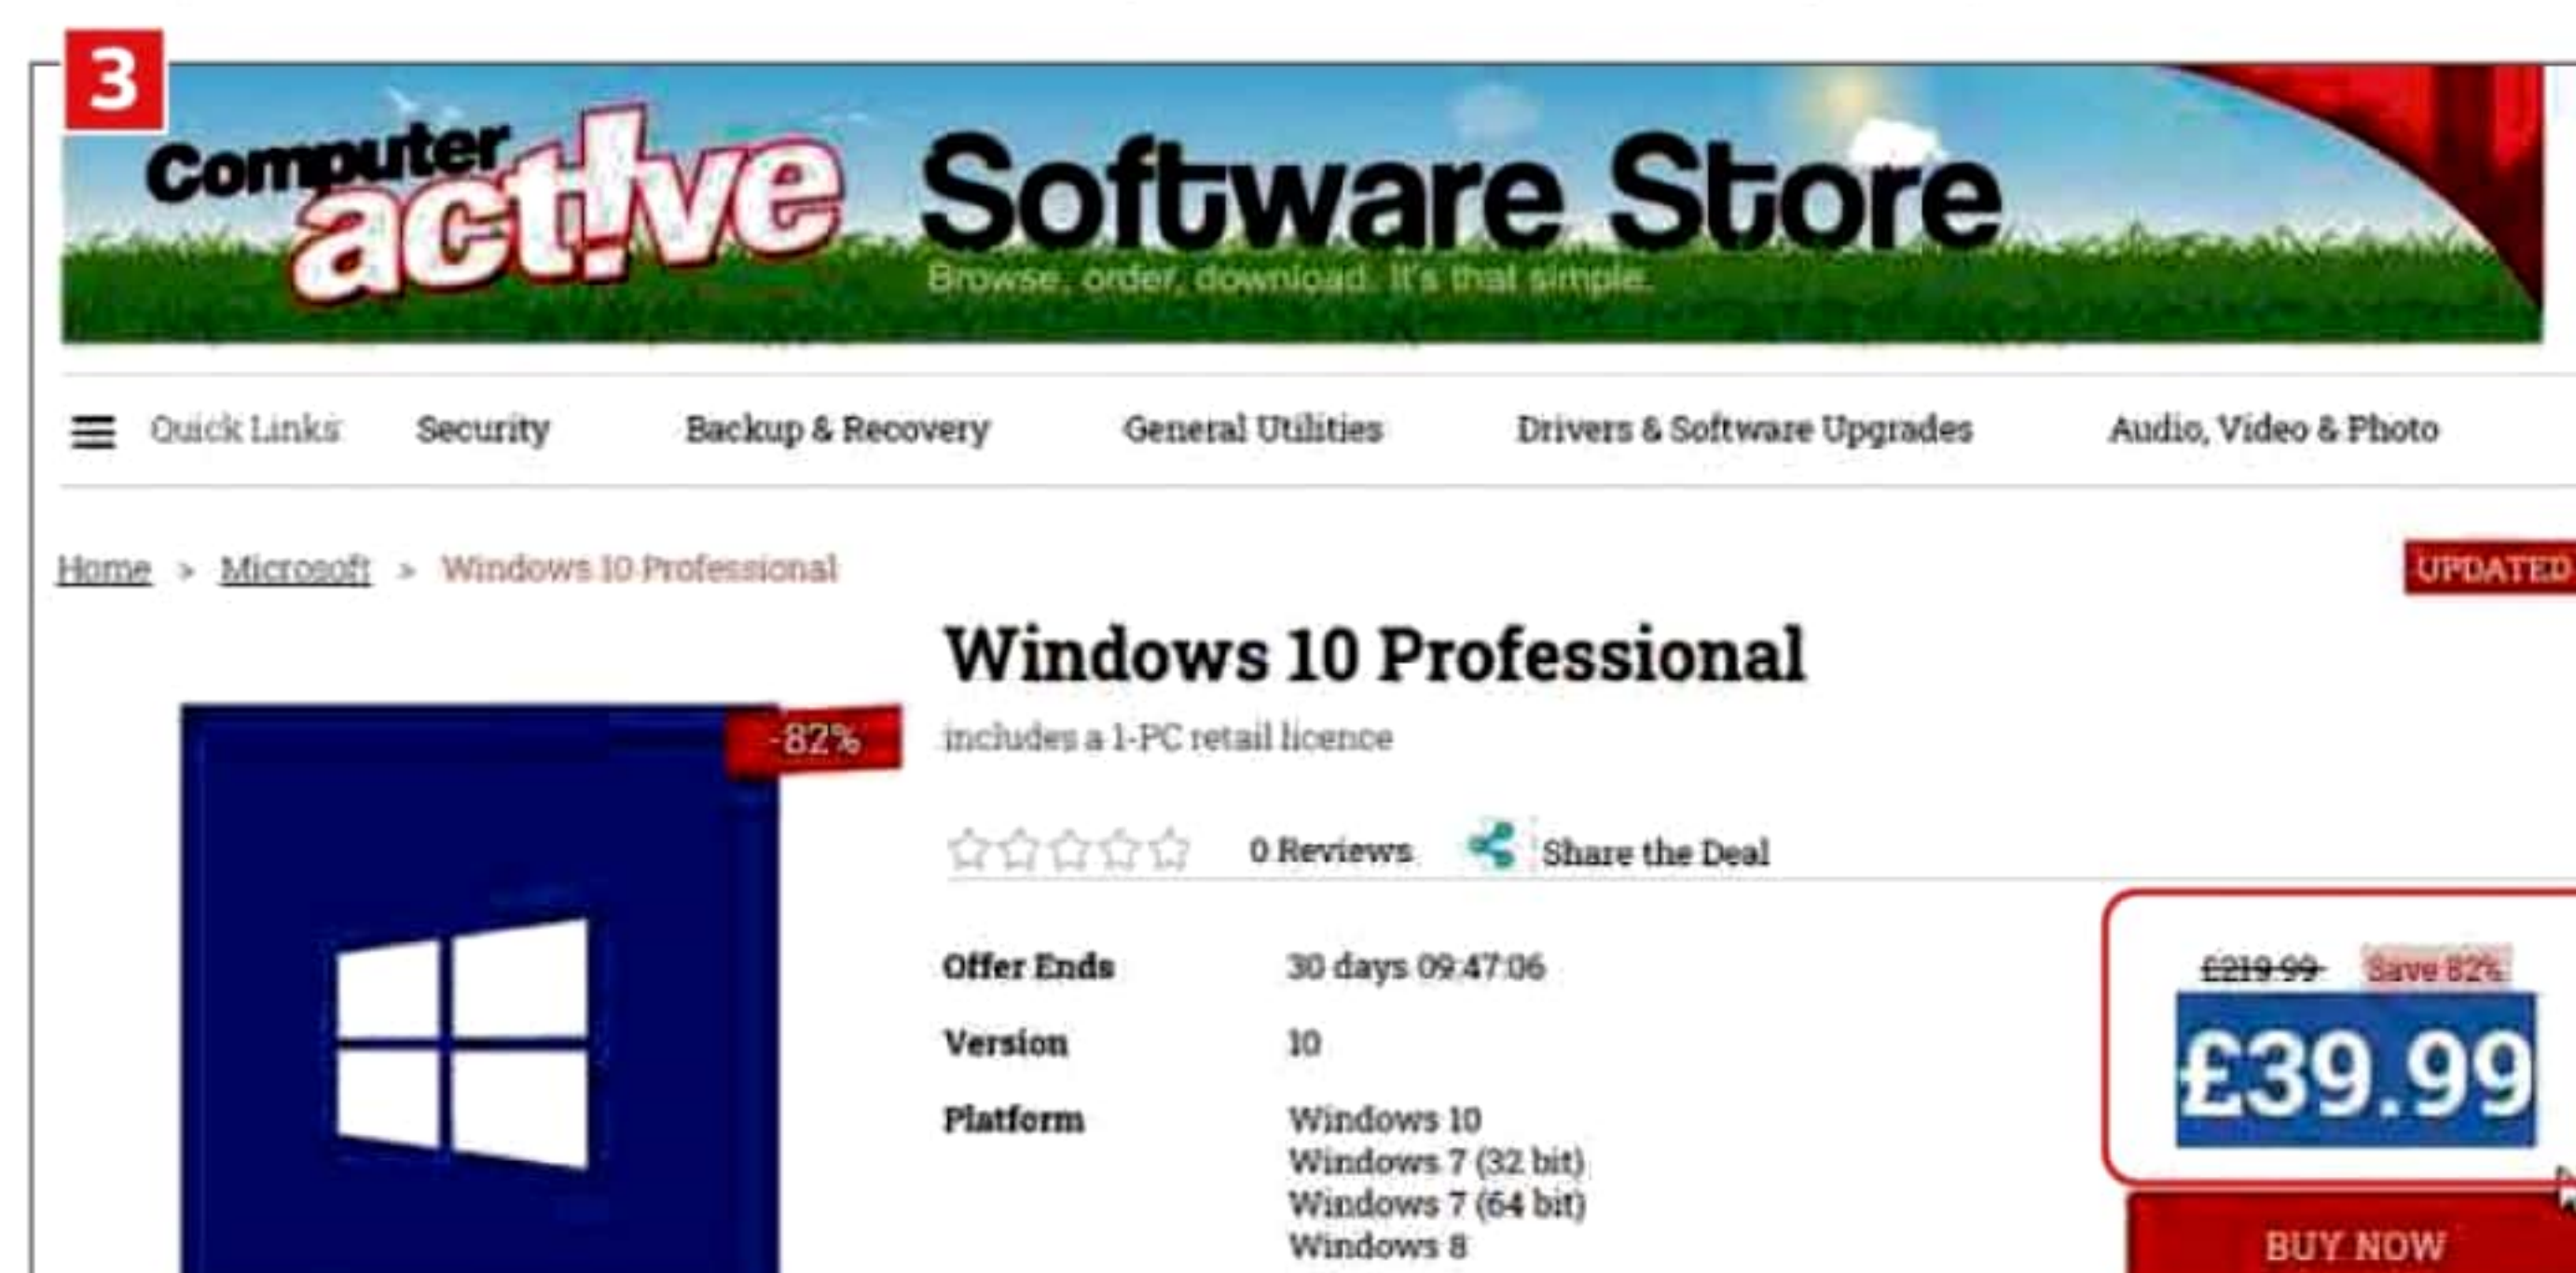 3
Computer
act!ve
Software Store
Browse, order, download. It's that simple.
Quick Links Security Backup & Recovery General Utilities Drivers & Software Upgrades Audio, Video & Photo
Home > Microsoft > Windows 10 Professional
UPDATED
Windows 10 Professional
-82%
includes a 1-PC retail licence
0 Reviews Share the Deal
Offer Ends 30 days 09:47:06
£219.99 Save 82%
£39.99
Version 10
Platform Windows 10
Windows 7 (32 bit)
Windows 7 (64 bit)
Windows 8
BUY NOW